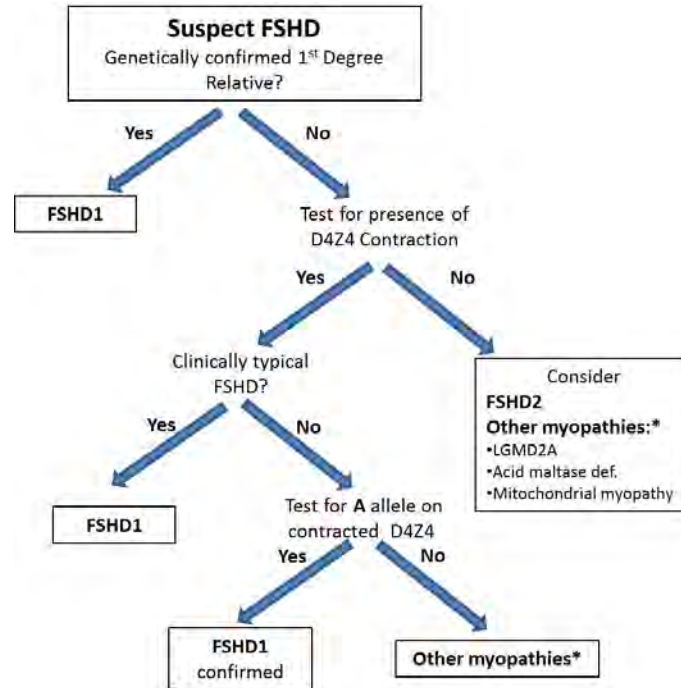 Suspect FSHD
Genetically confirmed 1st Degree
Relative?
Yes
No
FSHD1
Test for presence of
D4Z4 Contraction
Yes
No
Clinically typical
FSHD?
Consider
FSHD2
Other myopathies:*
•LGMD2A
•Acid maltase def.
•Mitochondrial myopathy
Yes
No
FSHD1
Test for A allele on
contracted D4Z4
Yes
No
FSHD1
confirmed
Other myopathies*